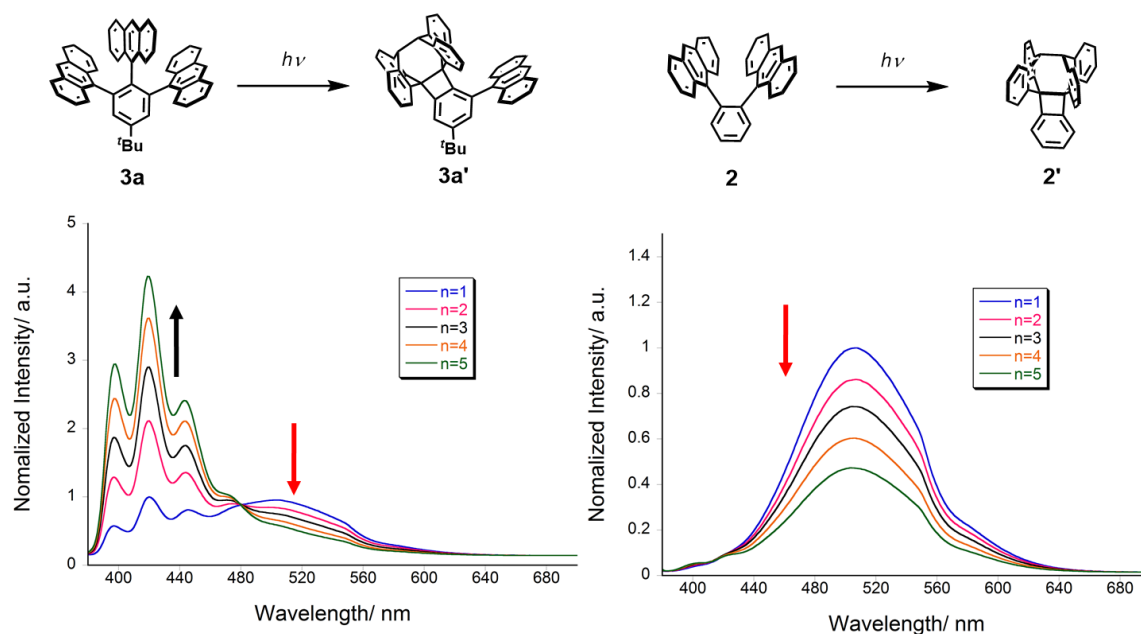 hν
hν
ᵗBu
ᵗBu
3a
3a'
2
2'
5
4
3
2
1
0
Nomalized Intensity/ a.u.
n=1
n=2
n=3
n=4
n=5
400 440 480 520 560 600 640 680
Wavelength/ nm
1.4
1.2
1
0.8
0.6
0.4
0.2
0
Nomalized Intensity/ a.u.
n=1
n=2
n=3
n=4
n=5
400 440 480 520 560 600 640 680
Wavelength/ nm